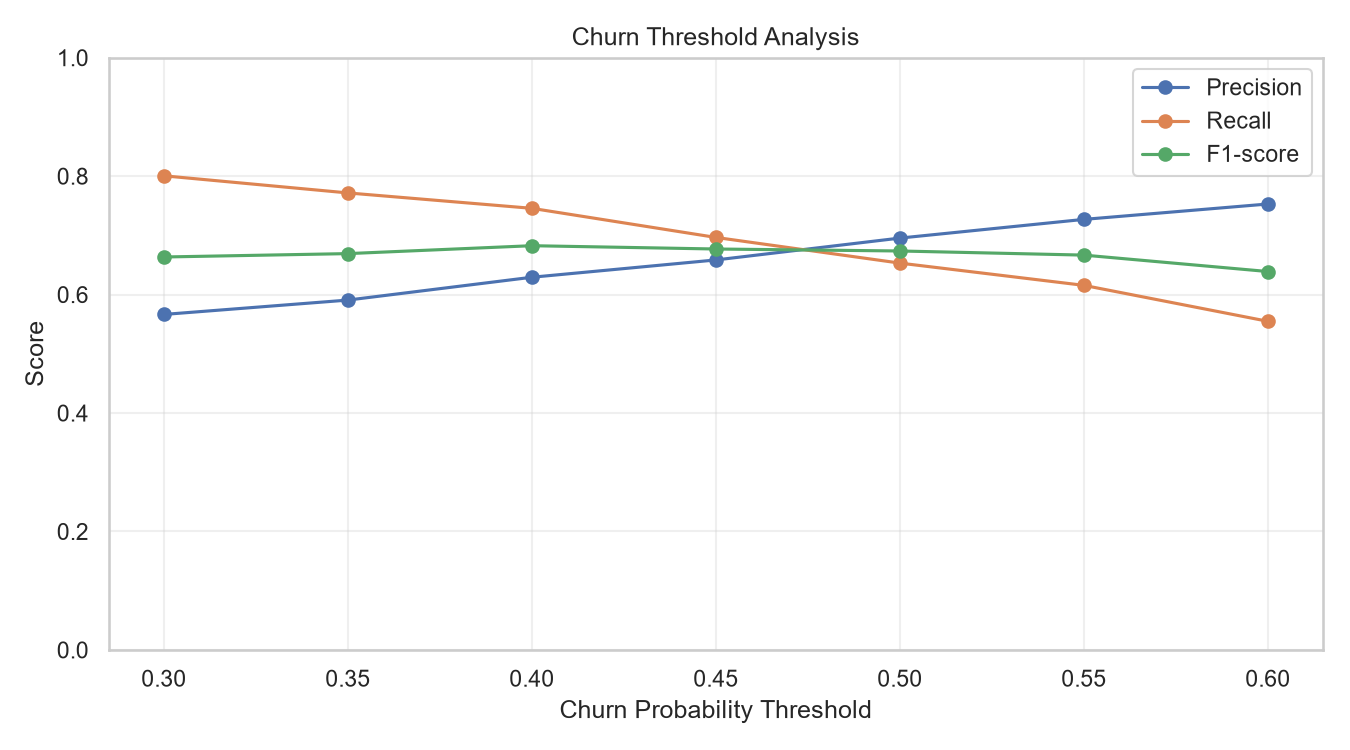 Churn Threshold Analysis
Precision
Recall
F1-score
1.0
0.8
0.6
0.4
0.2
0.0
Score
0.30 0.35 0.40 0.45 0.50 0.55 0.60
Churn Probability Threshold